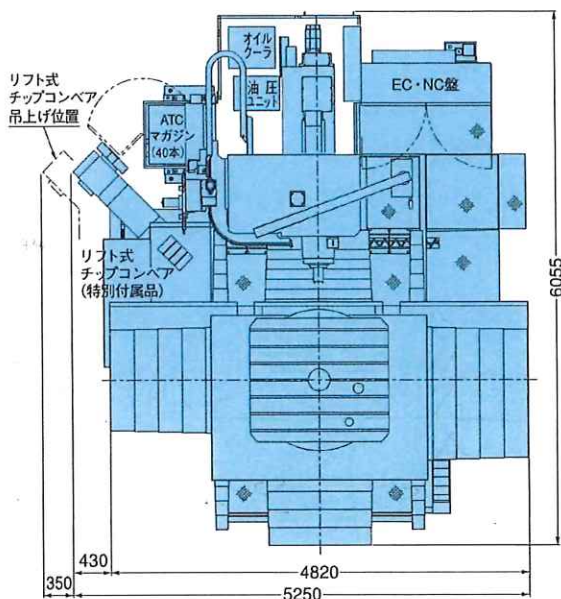 オイル
クーラ
油圧
ユニット
EC・NC盤
リフト式
チップコンベア
吊上げ位置
ATC
マガジン
(40本)
リフト式
チップコンベア
(特別付属品)
6055
430
4820
350
5250